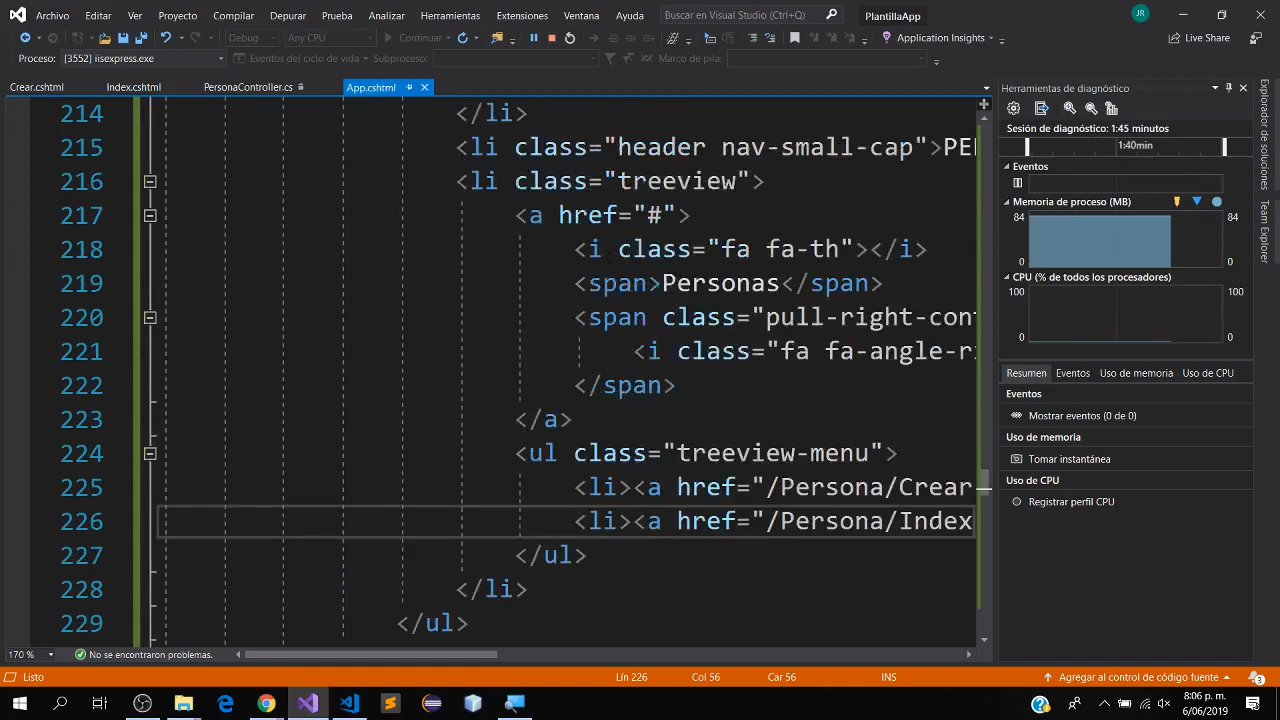 Archivo Editar Ver Proyecto Compilar Depurar Prueba Analizar Herramientas Extensiones Ventana Ayuda Buscar en Visual Studio (Ctrl+Q) PlantillaApp JR
Debug Any CPU Continuar Application Insights Live Share
Proceso: [3552] iisexpress.exe Eventos del ciclo de vida Subproceso: Marco de pila:
Crear.cshtml Index.cshtml PersonaController.cs App.cshtml
214 </li>
215 <li class="header nav-small-cap">PE
216 <li class="treeview">
217 <a href="#">
218 <i class="fa fa-th"></i>
219 <span>Personas</span>
220 <span class="pull-right-con
221 <i class="fa fa-angle-ri
222 </span>
223 </a>
224 <ul class="treeview-menu">
225 <li><a href="/Persona/Crear
226 <li><a href="/Persona/Index
227 </ul>
228 </li>
229 </ul>
170 % No se encontraron problemas.
Herramientas de diagnóstico
Sesión de diagnóstico: 1:45 minutos
1:40min
Eventos
Memoria de proceso (MB)
84 84
0 0
CPU (% de todos los procesadores)
100 100
0 0
Resumen Eventos Uso de memoria Uso de CPU
Eventos
Mostrar eventos (0 de 0)
Uso de memoria
Tomar instantánea
Uso de CPU
Registrar perfil CPU
Explorador de soluciones
Team Explorer
Listo Lín 226 Col 56 Car 56 INS Agregar al control de código fuente 3
8:06 p. m.
6/06/2019